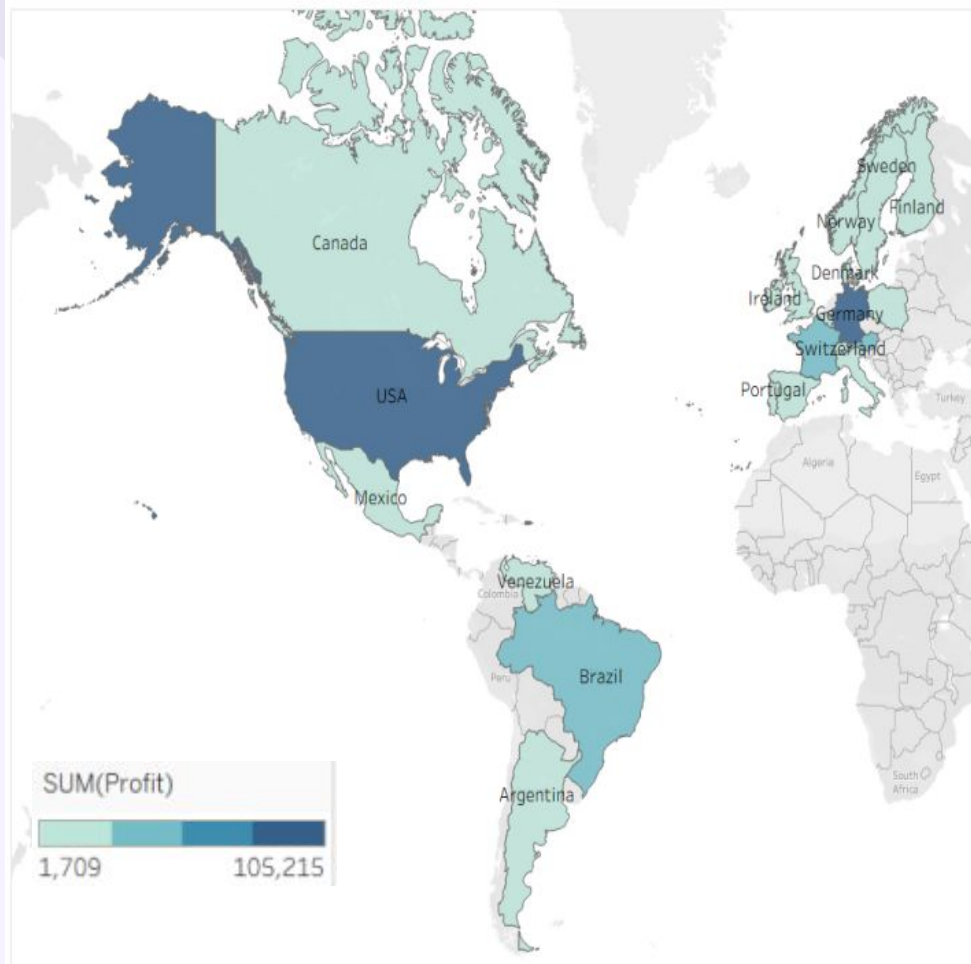 Sweden
Finland
Norway
Canada
Denmark
Ireland
Germany
Switzerland
USA
Portugal
Turkey
Algeria
Egypt
Mexico
Venezuela
Colombia
Brazil
Peru
South
Africa
Argentina
SUM(Profit)
1,709 105,215